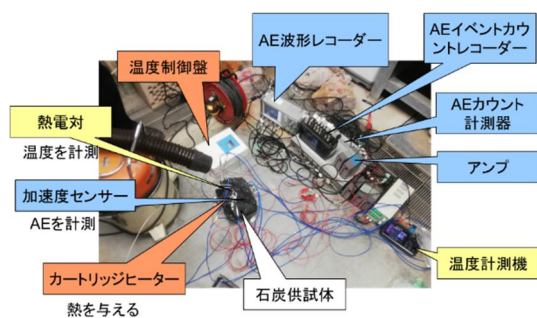 AE波形レコーダー
AEイベントカウ
ントレコーダー
温度制御盤
AEカウント
計測器
熱電対
温度を計測
アンプ
加速度センサー
AEを計測
温度計測機
カートリッジヒーター
石炭供試体
熱を与える